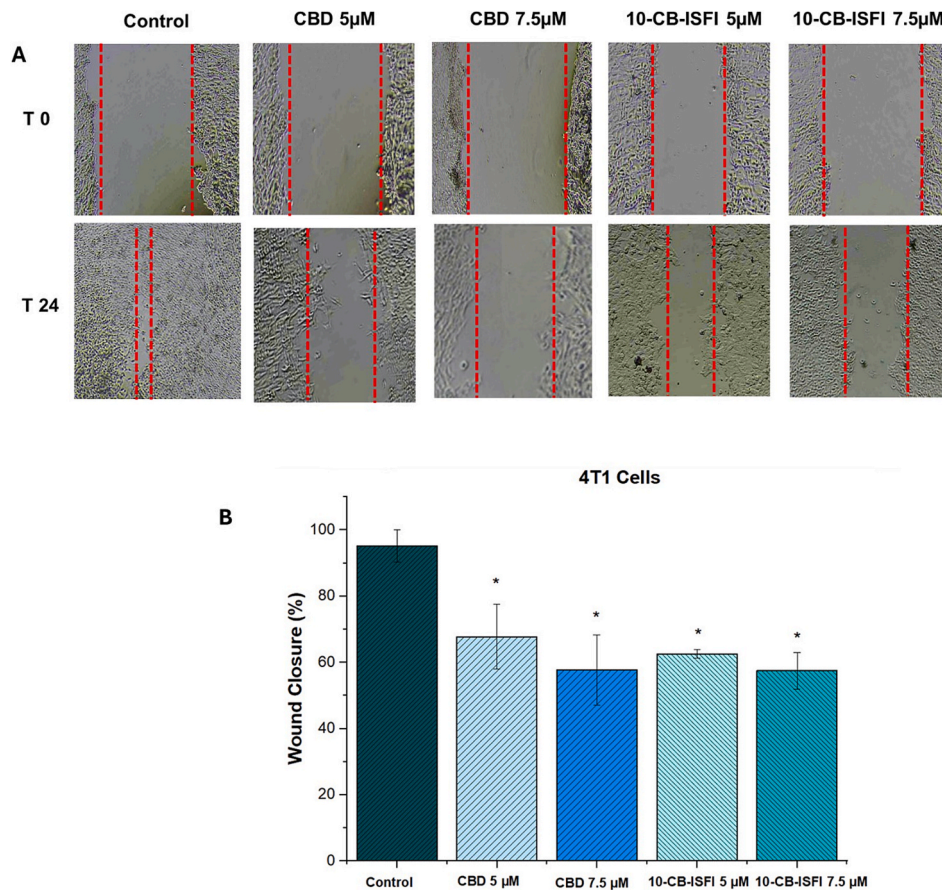 Control CBD 5µM CBD 7.5µM 10-CB-ISFI 5µM 10-CB-ISFI 7.5µM
A
T 0
T 24
4T1 Cells
B
Wound Closure (%)
100
80
60
40
20
0
* * * *
Control CBD 5 µM CBD 7.5 µM 10-CB-ISFI 5 µM 10-CB-ISFI 7.5 µM